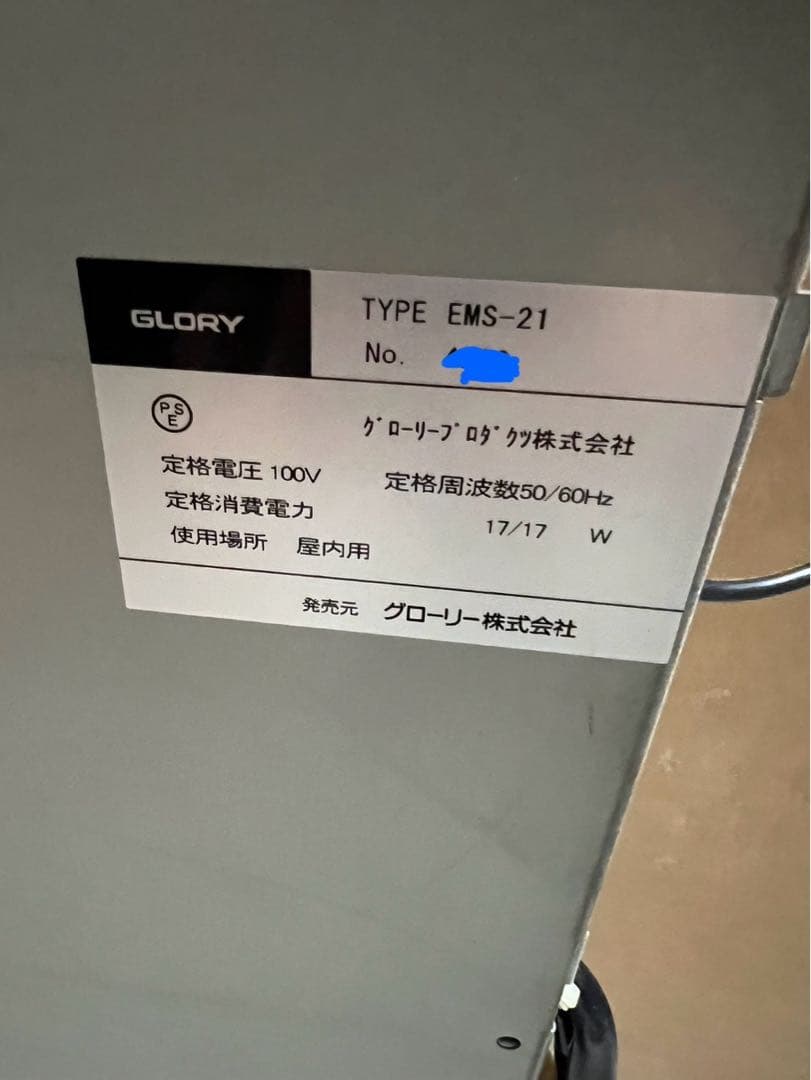 GLORY
TYPE EMS-21
No.
PSE
ｸﾞﾛｰﾘｰﾌﾟﾛﾀﾞｸﾂ株式会社
定格電圧 100V 定格周波数50/60Hz
定格消費電力 17/17 W
使用場所 屋内用
発売元 グローリー株式会社